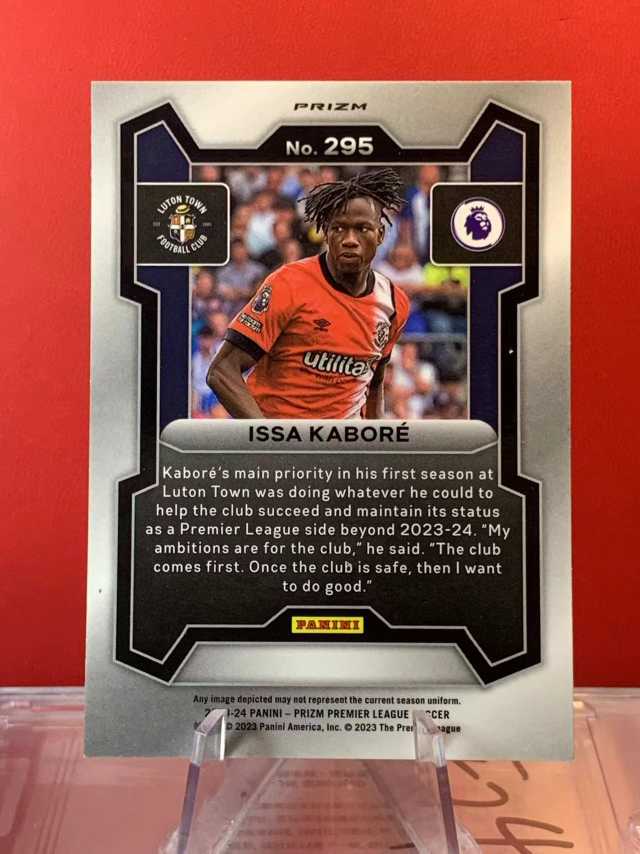 PRIZM
No. 295
LUTON TOWN
FOOTBALL CLUB
utilita
ISSA KABORÉ
Kaboré's main priority in his first season at
Luton Town was doing whatever he could to
help the club succeed and maintain its status
as a Premier League side beyond 2023-24. "My
ambitions are for the club," he said. "The club
comes first. Once the club is safe, then I want
to do good."
PANINI
Any image depicted may not represent the current season uniform.
PANINI – PRIZM PREMIER LEAGUE SOCCER
© 2023 Panini America, Inc. © 2023 The Premier League